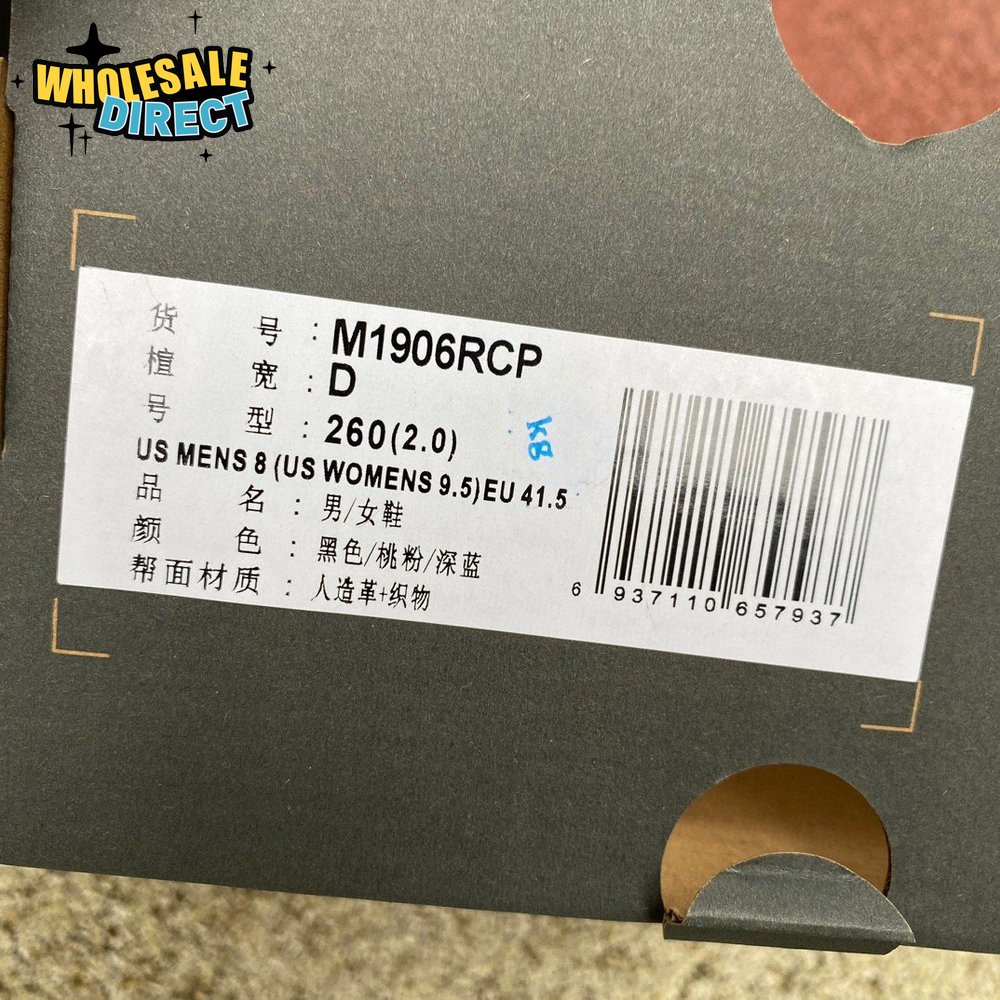 WHOLESALE
DIRECT
货 号 : M1906RCP
楦 宽 : D
号 型 : 260(2.0)
K8
US MENS 8 (US WOMENS 9.5) EU 41.5
品 名 : 男/女鞋
颜 色 : 黑色/桃粉/深蓝
帮面材质 : 人造革+织物
6 937110 657937